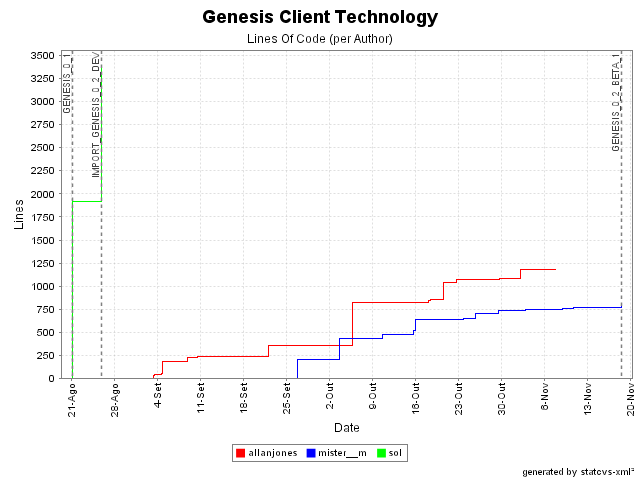 Genesis Client Technology
Lines Of Code (per Author)
3500
3250
3000
2750
2500
2250
2000
1750
1500
1250
1000
750
500
250
0
Lines
GENESIS_0_1
IMPORT_GENESIS_0_2_DEV
GENESIS_0_2_BETA_1
21-Ago
28-Ago
4-Set
11-Set
18-Set
25-Set
2-Out
9-Out
16-Out
23-Out
30-Out
6-Nov
13-Nov
20-Nov
Date
allanjones mister__m sol
generated by statcvs-xml²